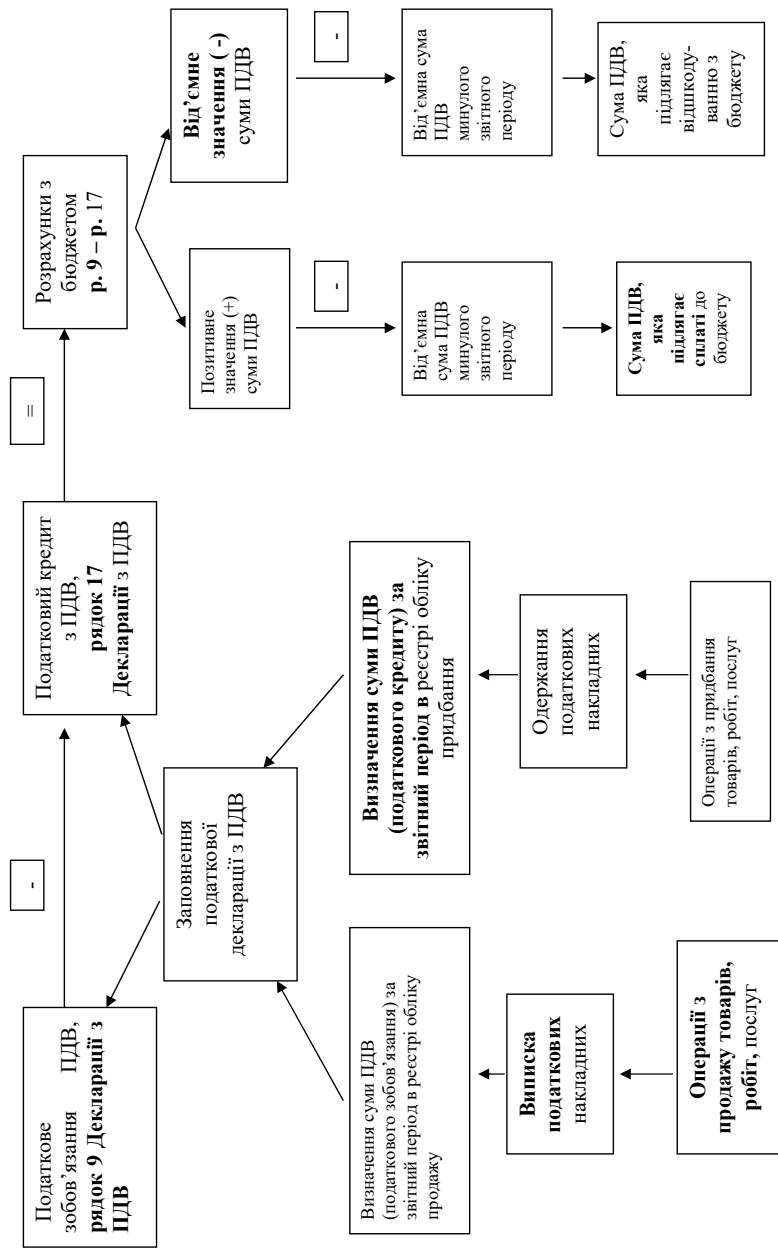 Податкове
зобов’язання ПДВ,
рядок 9 Декларації з
ПДВ
-
Податковий кредит
з ПДВ,
рядок 17
Декларації з ПДВ
=
Розрахунки з
бюджетом
р. 9 – р. 17
Заповнення
податкової
декларації з ПДВ
Позитивне
значення (+)
суми ПДВ
Від’ємне
значення ( - )
суми ПДВ
-
-
Визначення суми ПДВ
(податкового зобов’язання) за
звітний період в реєстрі обліку
продажу
Визначення суми ПДВ
(податкового кредиту) за
звітний період в реєстрі обліку
придбання
Від’ємна
сума ПДВ
минулого
звітного
періоду
Від’ємна сума
ПДВ
минулого
звітного
періоду
Виписка
податкових
накладних
Одержання
податкових
накладних
Операції з
продажу товарів,
робіт, послуг
Операції з придбання
товарів, робіт, послуг
Сума ПДВ,
яка
підлягає
сплаті до
бюджету
Сума ПДВ,
яка
підлягає
відшкоду-
ванню з
бюджету